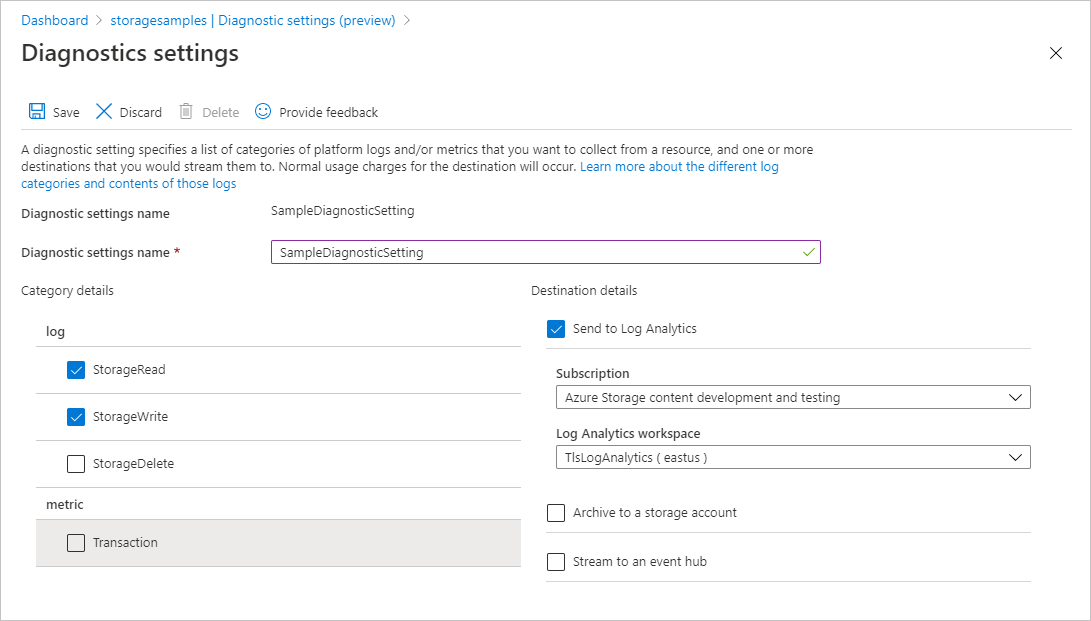 Dashboard > storagesamples | Diagnostic settings (preview) >
Diagnostics settings
Save Discard Delete Provide feedback
A diagnostic setting specifies a list of categories of platform logs and/or metrics that you want to collect from a resource, and one or more
destinations that you would stream them to. Normal usage charges for the destination will occur. Learn more about the different log
categories and contents of those logs
Diagnostic settings name SampleDiagnosticSetting
Diagnostic settings name * SampleDiagnosticSetting
Category details
log
StorageRead
StorageWrite
StorageDelete
metric
Transaction
Destination details
Send to Log Analytics
Subscription
Azure Storage content development and testing
Log Analytics workspace
TlsLogAnalytics ( eastus )
Archive to a storage account
Stream to an event hub